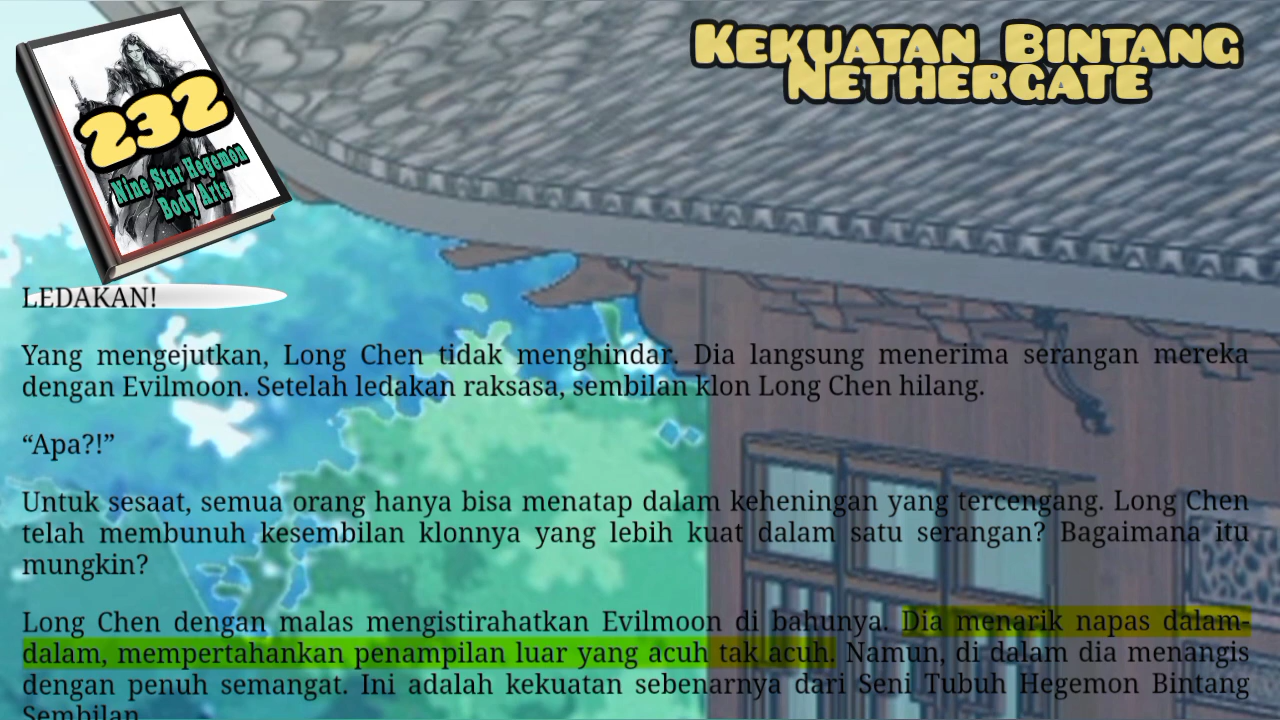 KEKUATAN BINTANG
NETHERGATE
232
Nine Star Hegemon
Body Arts
LEDAKAN!
Yang mengejutkan, Long Chen tidak menghindar. Dia langsung menerima serangan mereka
dengan Evilmoon. Setelah ledakan raksasa, sembilan klon Long Chen hilang.
“Apa?!”
Untuk sesaat, semua orang hanya bisa menatap dalam keheningan yang tercengang. Long Chen
telah membunuh kesembilan klonnya yang lebih kuat dalam satu serangan? Bagaimana itu
mungkin?
Long Chen dengan malas mengistirahatkan Evilmoon di bahunya. Dia menarik napas dalam-
dalam, mempertahankan penampilan luar yang acuh tak acuh. Namun, di dalam dia menangis
dengan penuh semangat. Ini adalah kekuatan sebenarnya dari Seni Tubuh Hegemon Bintang
Sembilan